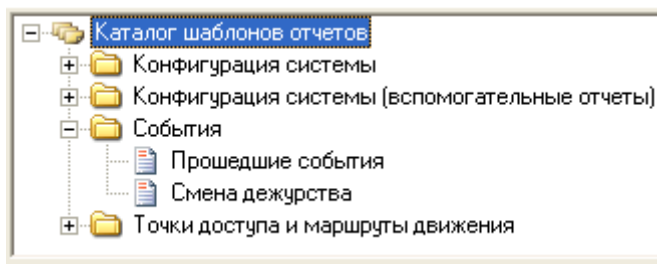 Каталог шаблонов отчетов
Конфигурация системы
Конфигурация системы (вспомогательные отчеты)
События
Прошедшие события
Смена дежурства
Точки доступа и маршруты движения